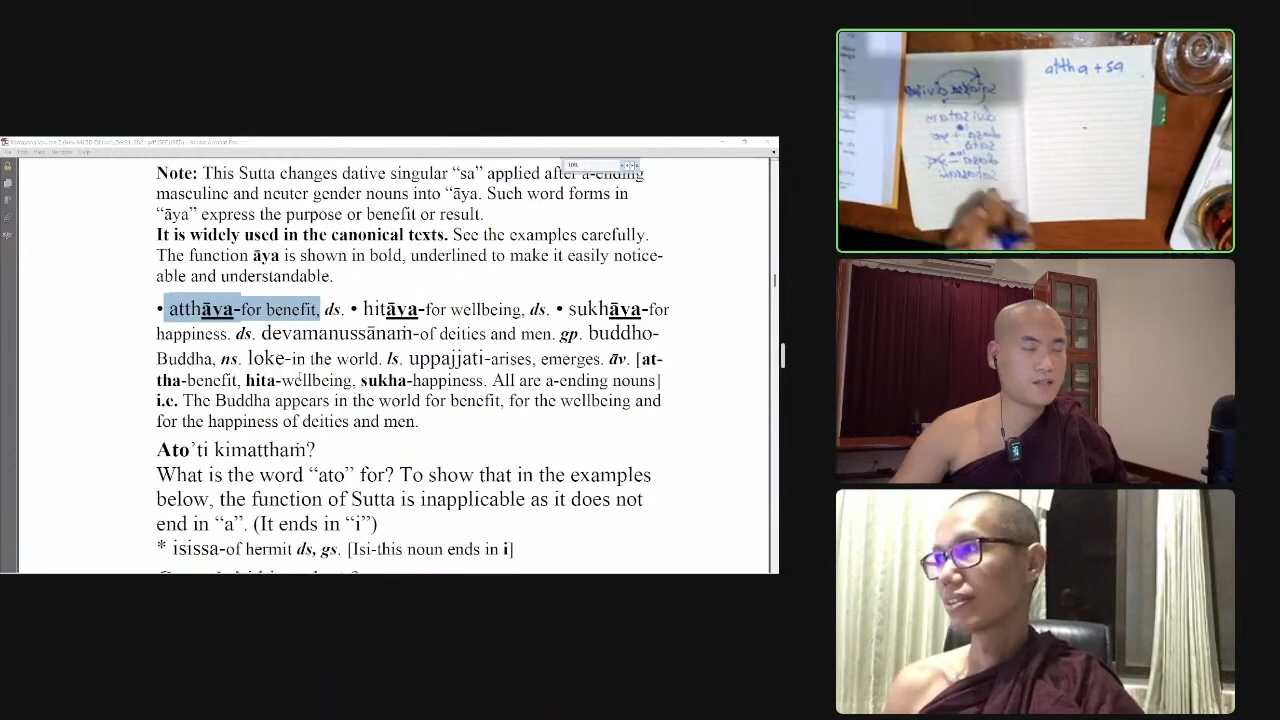 Note: This Sutta changes dative singular “sa” applied after a-ending
masculine and neuter gender nouns into “āya. Such word forms in
“āya” express the purpose or benefit or result.
It is widely used in the canonical texts. See the examples carefully.
The function āya is shown in bold, underlined to make it easily notice-
able and understandable.
• atthāya-for benefit, ds. • hitāya-for wellbeing, ds. • sukhāya-for
happiness. ds. devamanussānaṁ-of deities and men. gp. buddho-
Buddha, ns. loke-in the world. ls. uppajjati-arises, emerges. āv. [at-
tha-benefit, hita-wellbeing, sukha-happiness. All are a-ending nouns]
i.e. The Buddha appears in the world for benefit, for the wellbeing and
for the happiness of deities and men.
Ato’ti kimatthaṁ?
What is the word “ato” for? To show that in the examples
below, the function of Sutta is inapplicable as it does not
end in “a”. (It ends in “i”)
* isissa-of hermit ds, gs. [Isi-this noun ends in i]
attha + sa